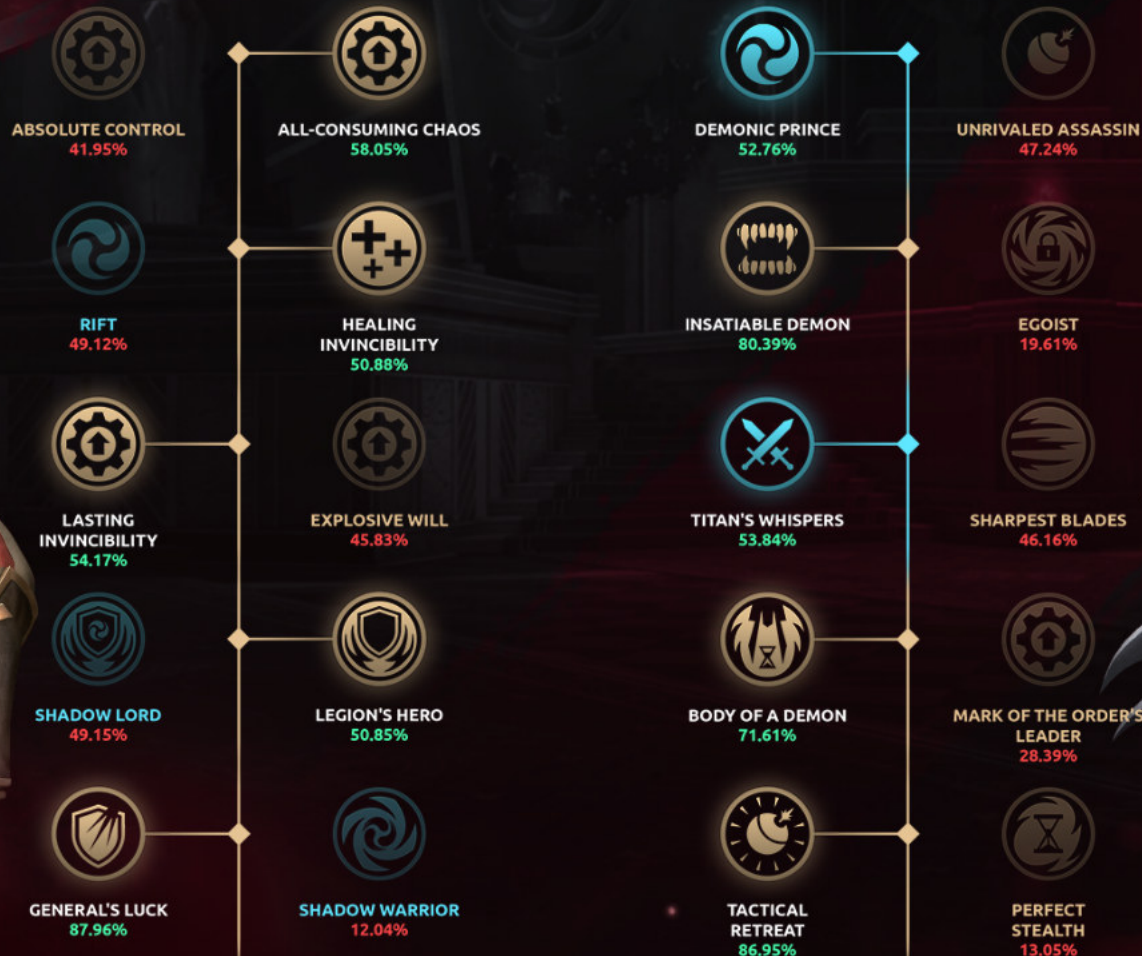 ABSOLUTE CONTROL
41.95%
ALL-CONSUMING CHAOS
58.05%
DEMONIC PRINCE
52.76%
UNRIVALED ASSASSIN
47.24%
RIFT
49.12%
HEALING
INVINCIBILITY
50.88%
INSATIABLE DEMON
80.39%
EGOIST
19.61%
LASTING
INVINCIBILITY
54.17%
EXPLOSIVE WILL
45.83%
TITAN'S WHISPERS
53.84%
SHARPEST BLADES
46.16%
SHADOW LORD
49.15%
LEGION'S HERO
50.85%
BODY OF A DEMON
71.61%
MARK OF THE ORDER'S
LEADER
28.39%
GENERAL'S LUCK
87.96%
SHADOW WARRIOR
12.04%
TACTICAL
RETREAT
86.95%
PERFECT
STEALTH
13.05%